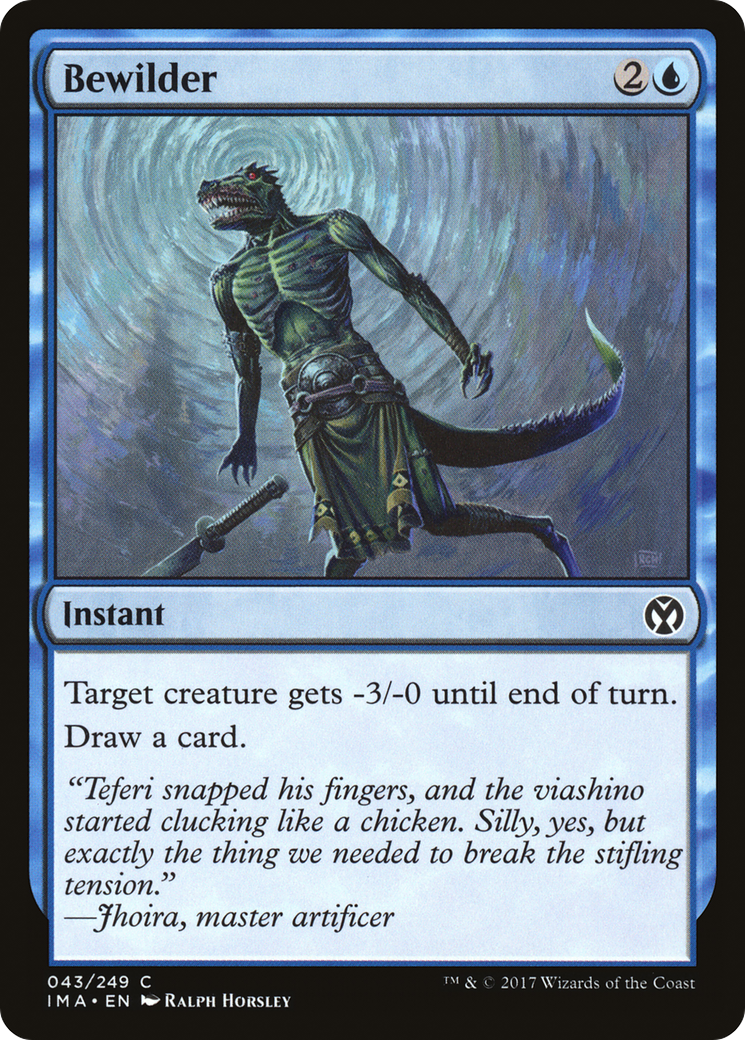 Bewilder
2
Instant
Target creature gets -3/-0 until end of turn.
Draw a card.
“Teferi snapped his fingers, and the viashino
started clucking like a chicken. Silly, yes, but
exactly the thing we needed to break the stifling
tension.”
—Jhoira, master artificer
043/249 C
IMA • EN Ralph Horsley
™ & © 2017 Wizards of the Coast